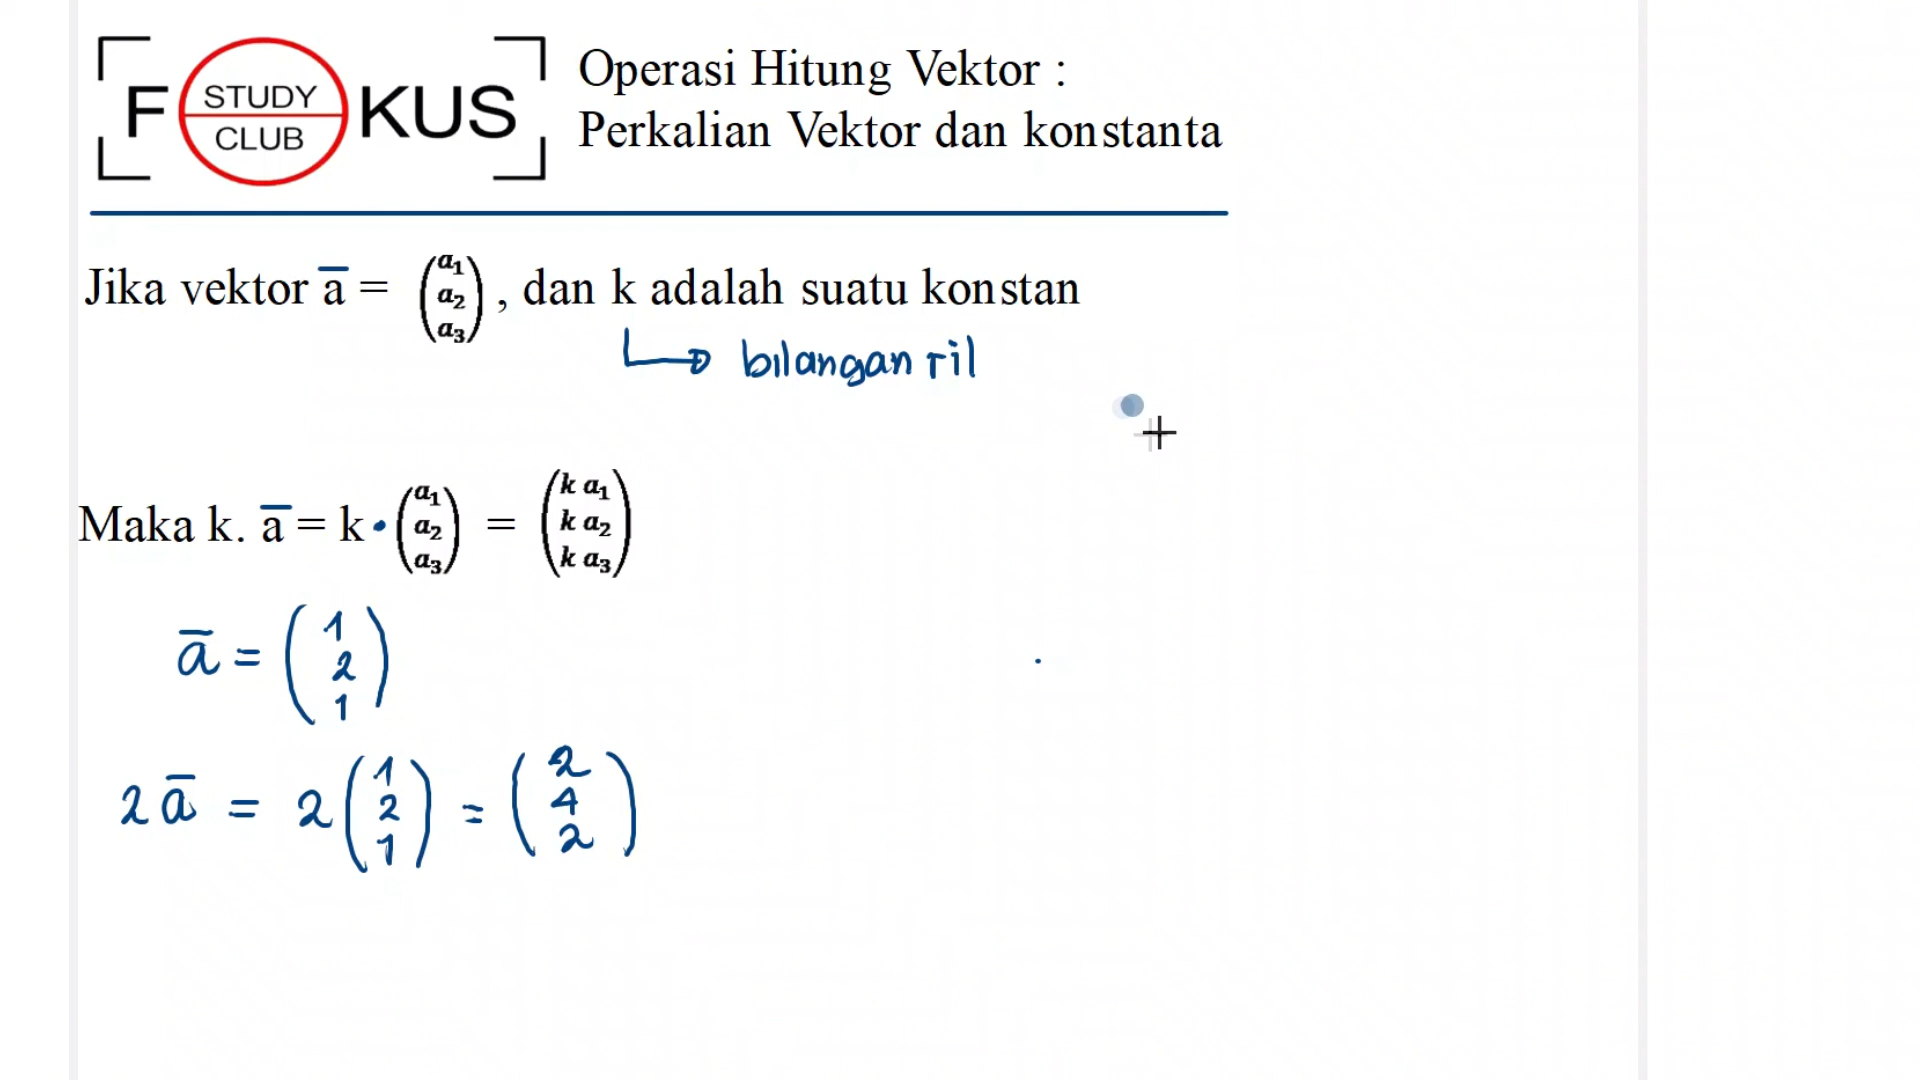 F STUDY CLUB KUS
Operasi Hitung Vektor :
Perkalian Vektor dan konstanta
Jika vektor a̅ = (a₁ a₂ a₃) , dan k adalah suatu konstan
bilangan ril
Maka k. a̅ = k • (a₁ a₂ a₃) = (k a₁ k a₂ k a₃)
a̅ = (1 2 1)
2 a̅ = 2 (1 2 1) = (2 4 2)